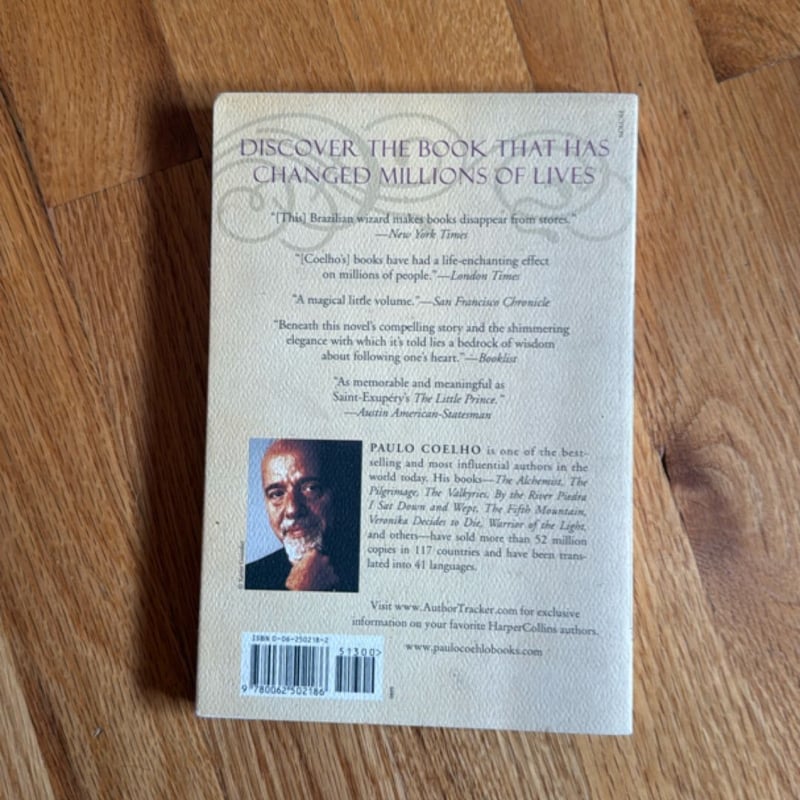 FICTION
DISCOVER THE BOOK THAT HAS
CHANGED MILLIONS OF LIVES
“[This] Brazilian wizard makes books disappear from stores.”
—New York Times
“[Coelho’s] books have had a life-enchanting effect
on millions of people.”—London Times
“A magical little volume.”—San Francisco Chronicle
“Beneath this novel’s compelling story and the shimmering
elegance with which it’s told lies a bedrock of wisdom
about following one’s heart.”—Booklist
“As memorable and meaningful as
Saint-Exupéry’s The Little Prince.”
—Austin American-Statesman
PAULO COELHO is one of the best-
selling and most influential authors in the
world today. His books—The Alchemist, The
Pilgrimage, The Valkyries, By the River Piedra
I Sat Down and Wept, The Fifth Mountain,
Veronika Decides to Die, Warrior of the Light,
and others—have sold more than 52 million
copies in 117 countries and have been trans-
lated into 41 languages.
Visit www.AuthorTracker.com for exclusive
information on your favorite HarperCollins authors.
www.paulocoehlobooks.com
ISBN 0-06-250218-2
51300>
9 780062 502186